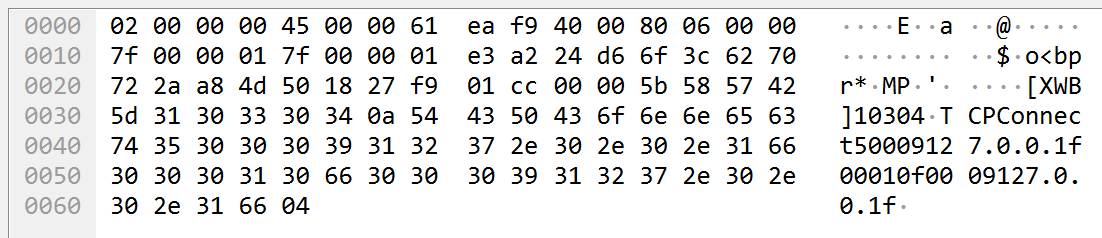 0000 02 00 00 00 45 00 00 61 ea f9 40 00 80 06 00 00 ····E··a ··@·····
0010 7f 00 00 01 7f 00 00 01 e3 a2 24 d6 6f 3c 62 70 ········ ··$·o<bp
0020 72 2a a8 4d 50 18 27 f9 01 cc 00 00 5b 58 57 42 r*·MP·'· ····[XWB
0030 5d 31 30 33 30 34 0a 54 43 50 43 6f 6e 6e 65 63 ]10304·T CPConnec
0040 74 35 30 30 30 39 31 32 37 2e 30 2e 30 2e 31 66 t5000912 7.0.0.1f
0050 30 30 30 31 30 66 30 30 30 39 31 32 37 2e 30 2e 00010f00 09127.0.
0060 30 2e 31 66 04 0.1f·